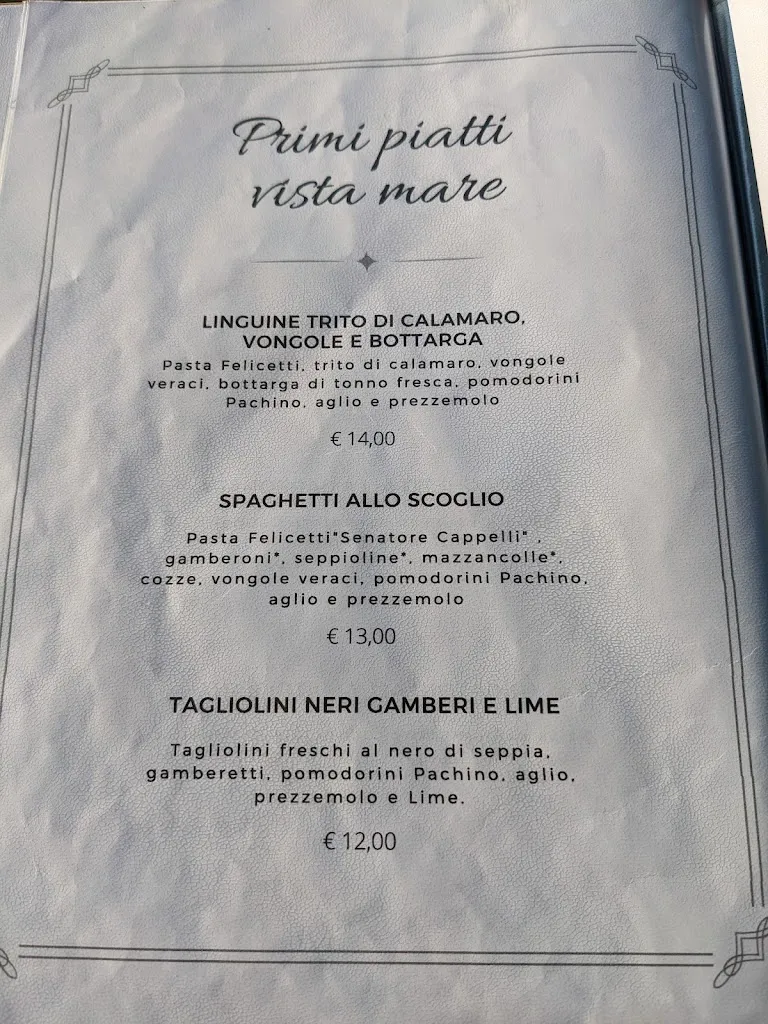 Primi piatti
vista mare
LINGUINE TRITO DI CALAMARO,
VONGOLE E BOTTARGA
Pasta Felicetti, trito di calamaro, vongole
veraci, bottarga di tonno fresca, pomodorini
Pachino, aglio e prezzemolo
€ 14,00
SPAGHETTI ALLO SCOGLIO
Pasta Felicetti"Senatore Cappelli" ,
gamberoni*, seppioline*, mazzancolle*,
cozze, vongole veraci, pomodorini Pachino,
aglio e prezzemolo
€ 13,00
TAGLIOLINI NERI GAMBERI E LIME
Tagliolini freschi al nero di seppia,
gamberetti, pomodorini Pachino, aglio,
prezzemolo e Lime.
€ 12,00